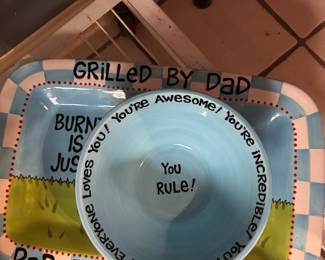 GRILLED BY DAD
BURN
IS
JUS
EVERYONE LOVES YOU! YOU'RE AWESOME! YOU'RE INCREDIBLE!
YOU
RULE!